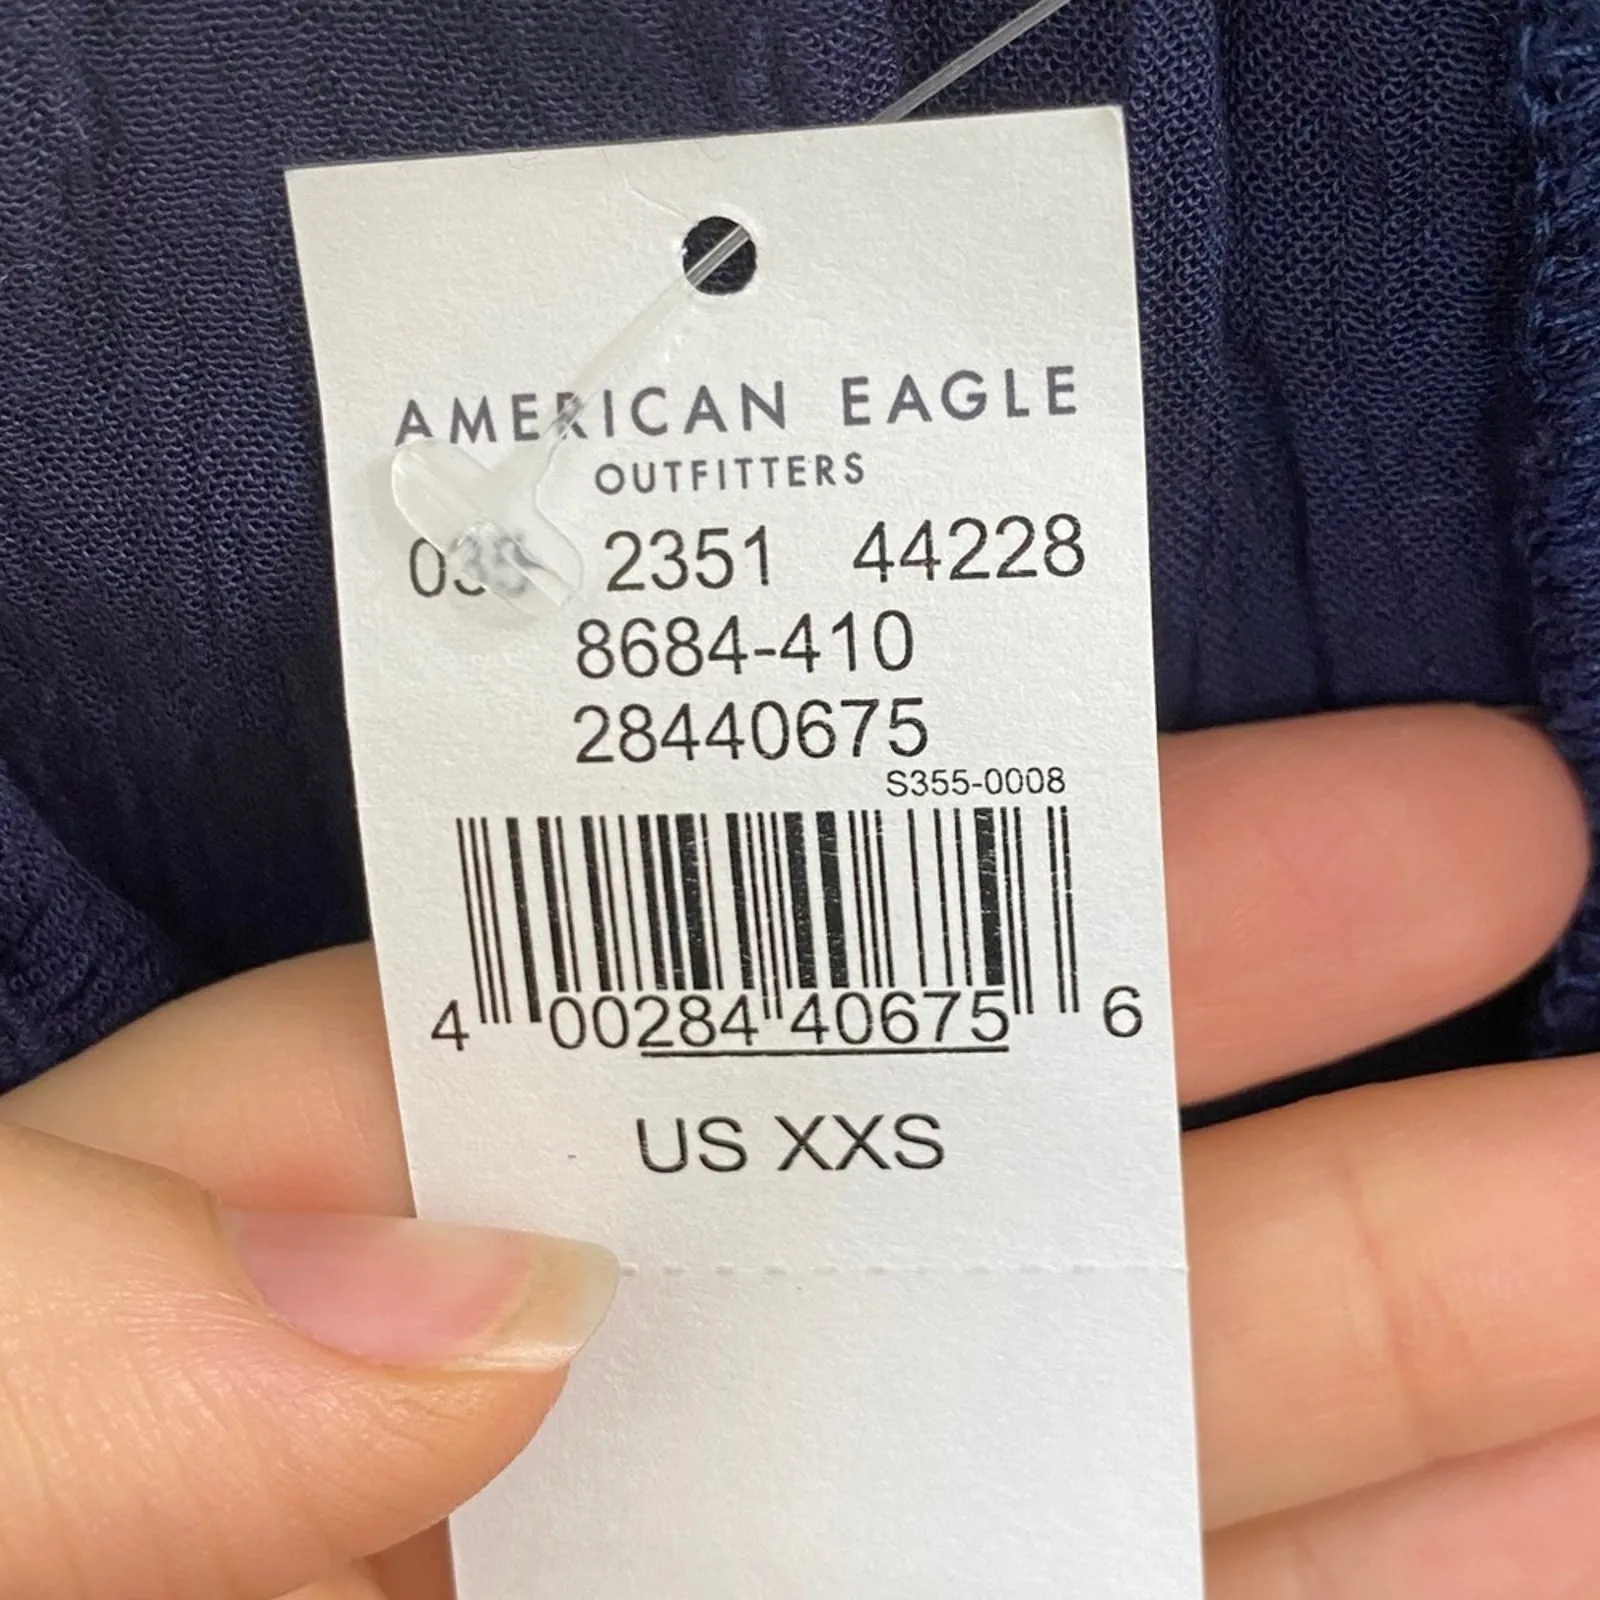 AMERICAN EAGLE
OUTFITTERS
2351 44228
8684-410
28440675
S355-0008
4 00284 40675 6
US XXS